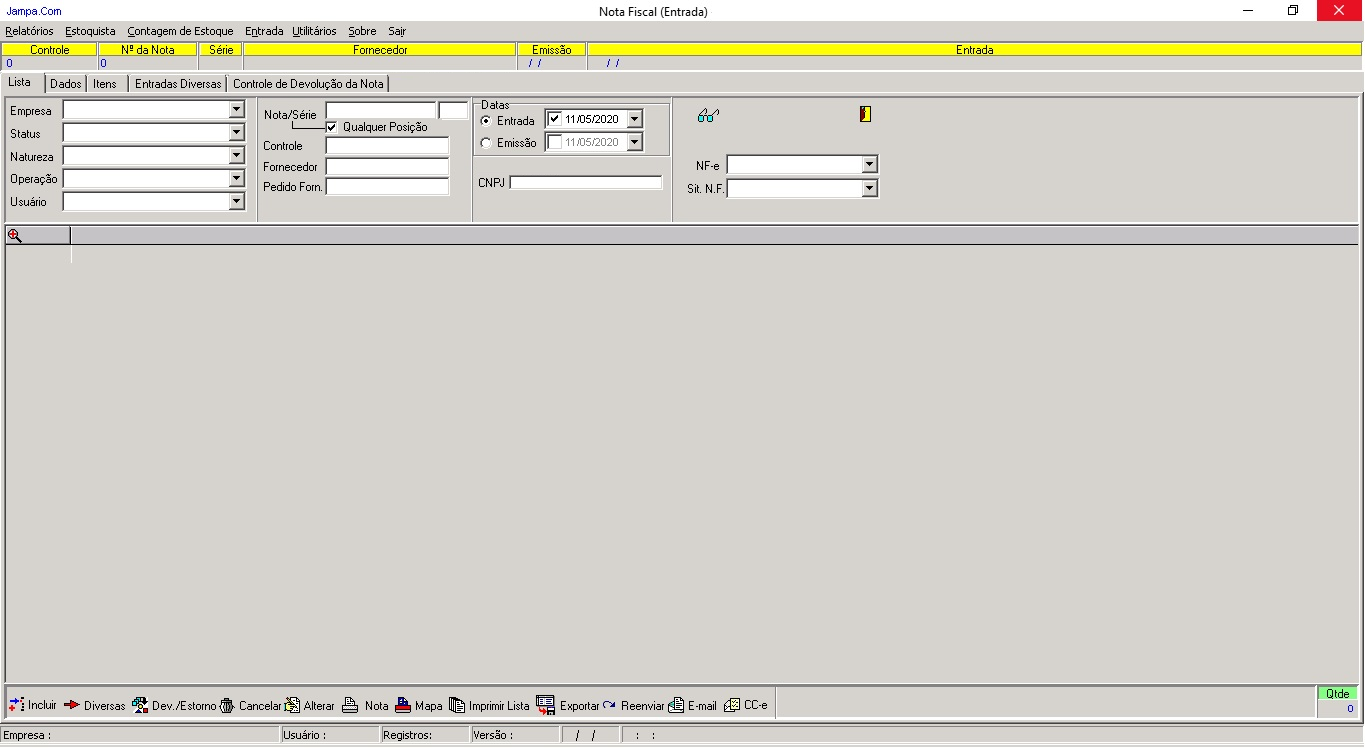 Jampa.Com Nota Fiscal (Entrada)
Relatórios Estoquista Contagem de Estoque Entrada Utilitários Sobre Sair
Controle Nº da Nota Série Fornecedor Emissão Entrada
0 0 / / / /
Lista Dados Itens Entradas Diversas Controle de Devolução da Nota
Empresa
Status
Natureza
Operação
Usuário
Nota/Série
Qualquer Posição
Controle
Fornecedor
Pedido Forn.
Datas
Entrada 11/05/2020
Emissão 11/05/2020
CNPJ
NF-e
Sit. N.F.
Incluir Diversas Dev./Estorno Cancelar Alterar Nota Mapa Imprimir Lista Exportar Reenviar E-mail CC-e
Qtde
0
Empresa : Usuário : Registros: Versão : / / : :